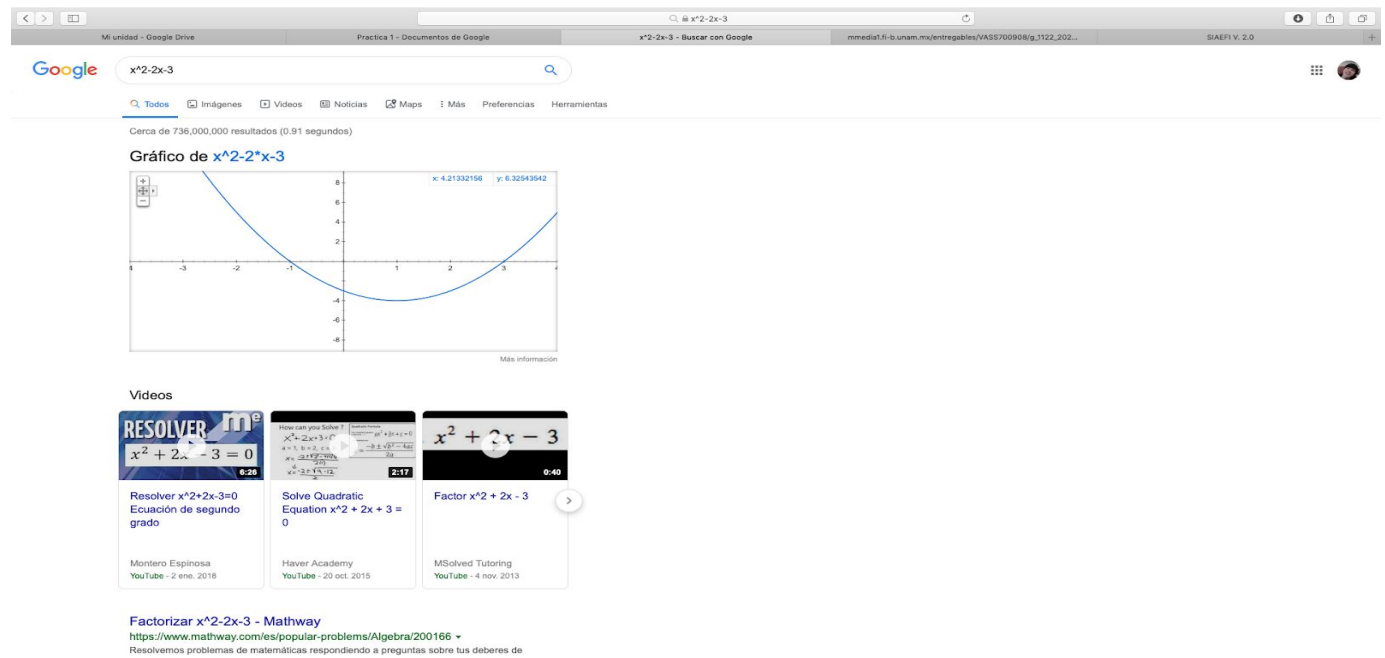 x^2-2x-3
Mi unidad - Google Drive
Practica 1 - Documentos de Google
x^2-2x-3 - Buscar con Google
mmedia1.fi-b.unam.mx/entregables/VASS700908/g_1122_202...
SIAEFI V. 2.0
Google
x^2-2x-3
Todos Imágenes Videos Noticias Maps Más Preferencias Herramientas
Cerca de 736,000,000 resultados (0.91 segundos)
Gráfico de x^2-2*x-3
x: 4.21332156 y: 6.32543542
8
6
4
2
4 -3 -2 -1 1 2 3
-4
-6
-8
Más información
Videos
RESOLVER me
x² + 2x - 3 = 0
6:26
How can you Solve ?
2:17
x² + 2x - 3
0:40
Resolver x^2+2x-3=0
Ecuación de segundo
grado
Montero Espinosa
YouTube - 2 ene. 2018
Solve Quadratic
Equation x^2 + 2x + 3 =
0
Haver Academy
YouTube - 20 oct. 2015
Factor x^2 + 2x - 3
MSolved Tutoring
YouTube - 4 nov. 2013
Factorizar x^2-2x-3 - Mathway
https://www.mathway.com/es/popular-problems/Algebra/200166
Resolvemos problemas de matemáticas respondiendo a preguntas sobre tus deberes de